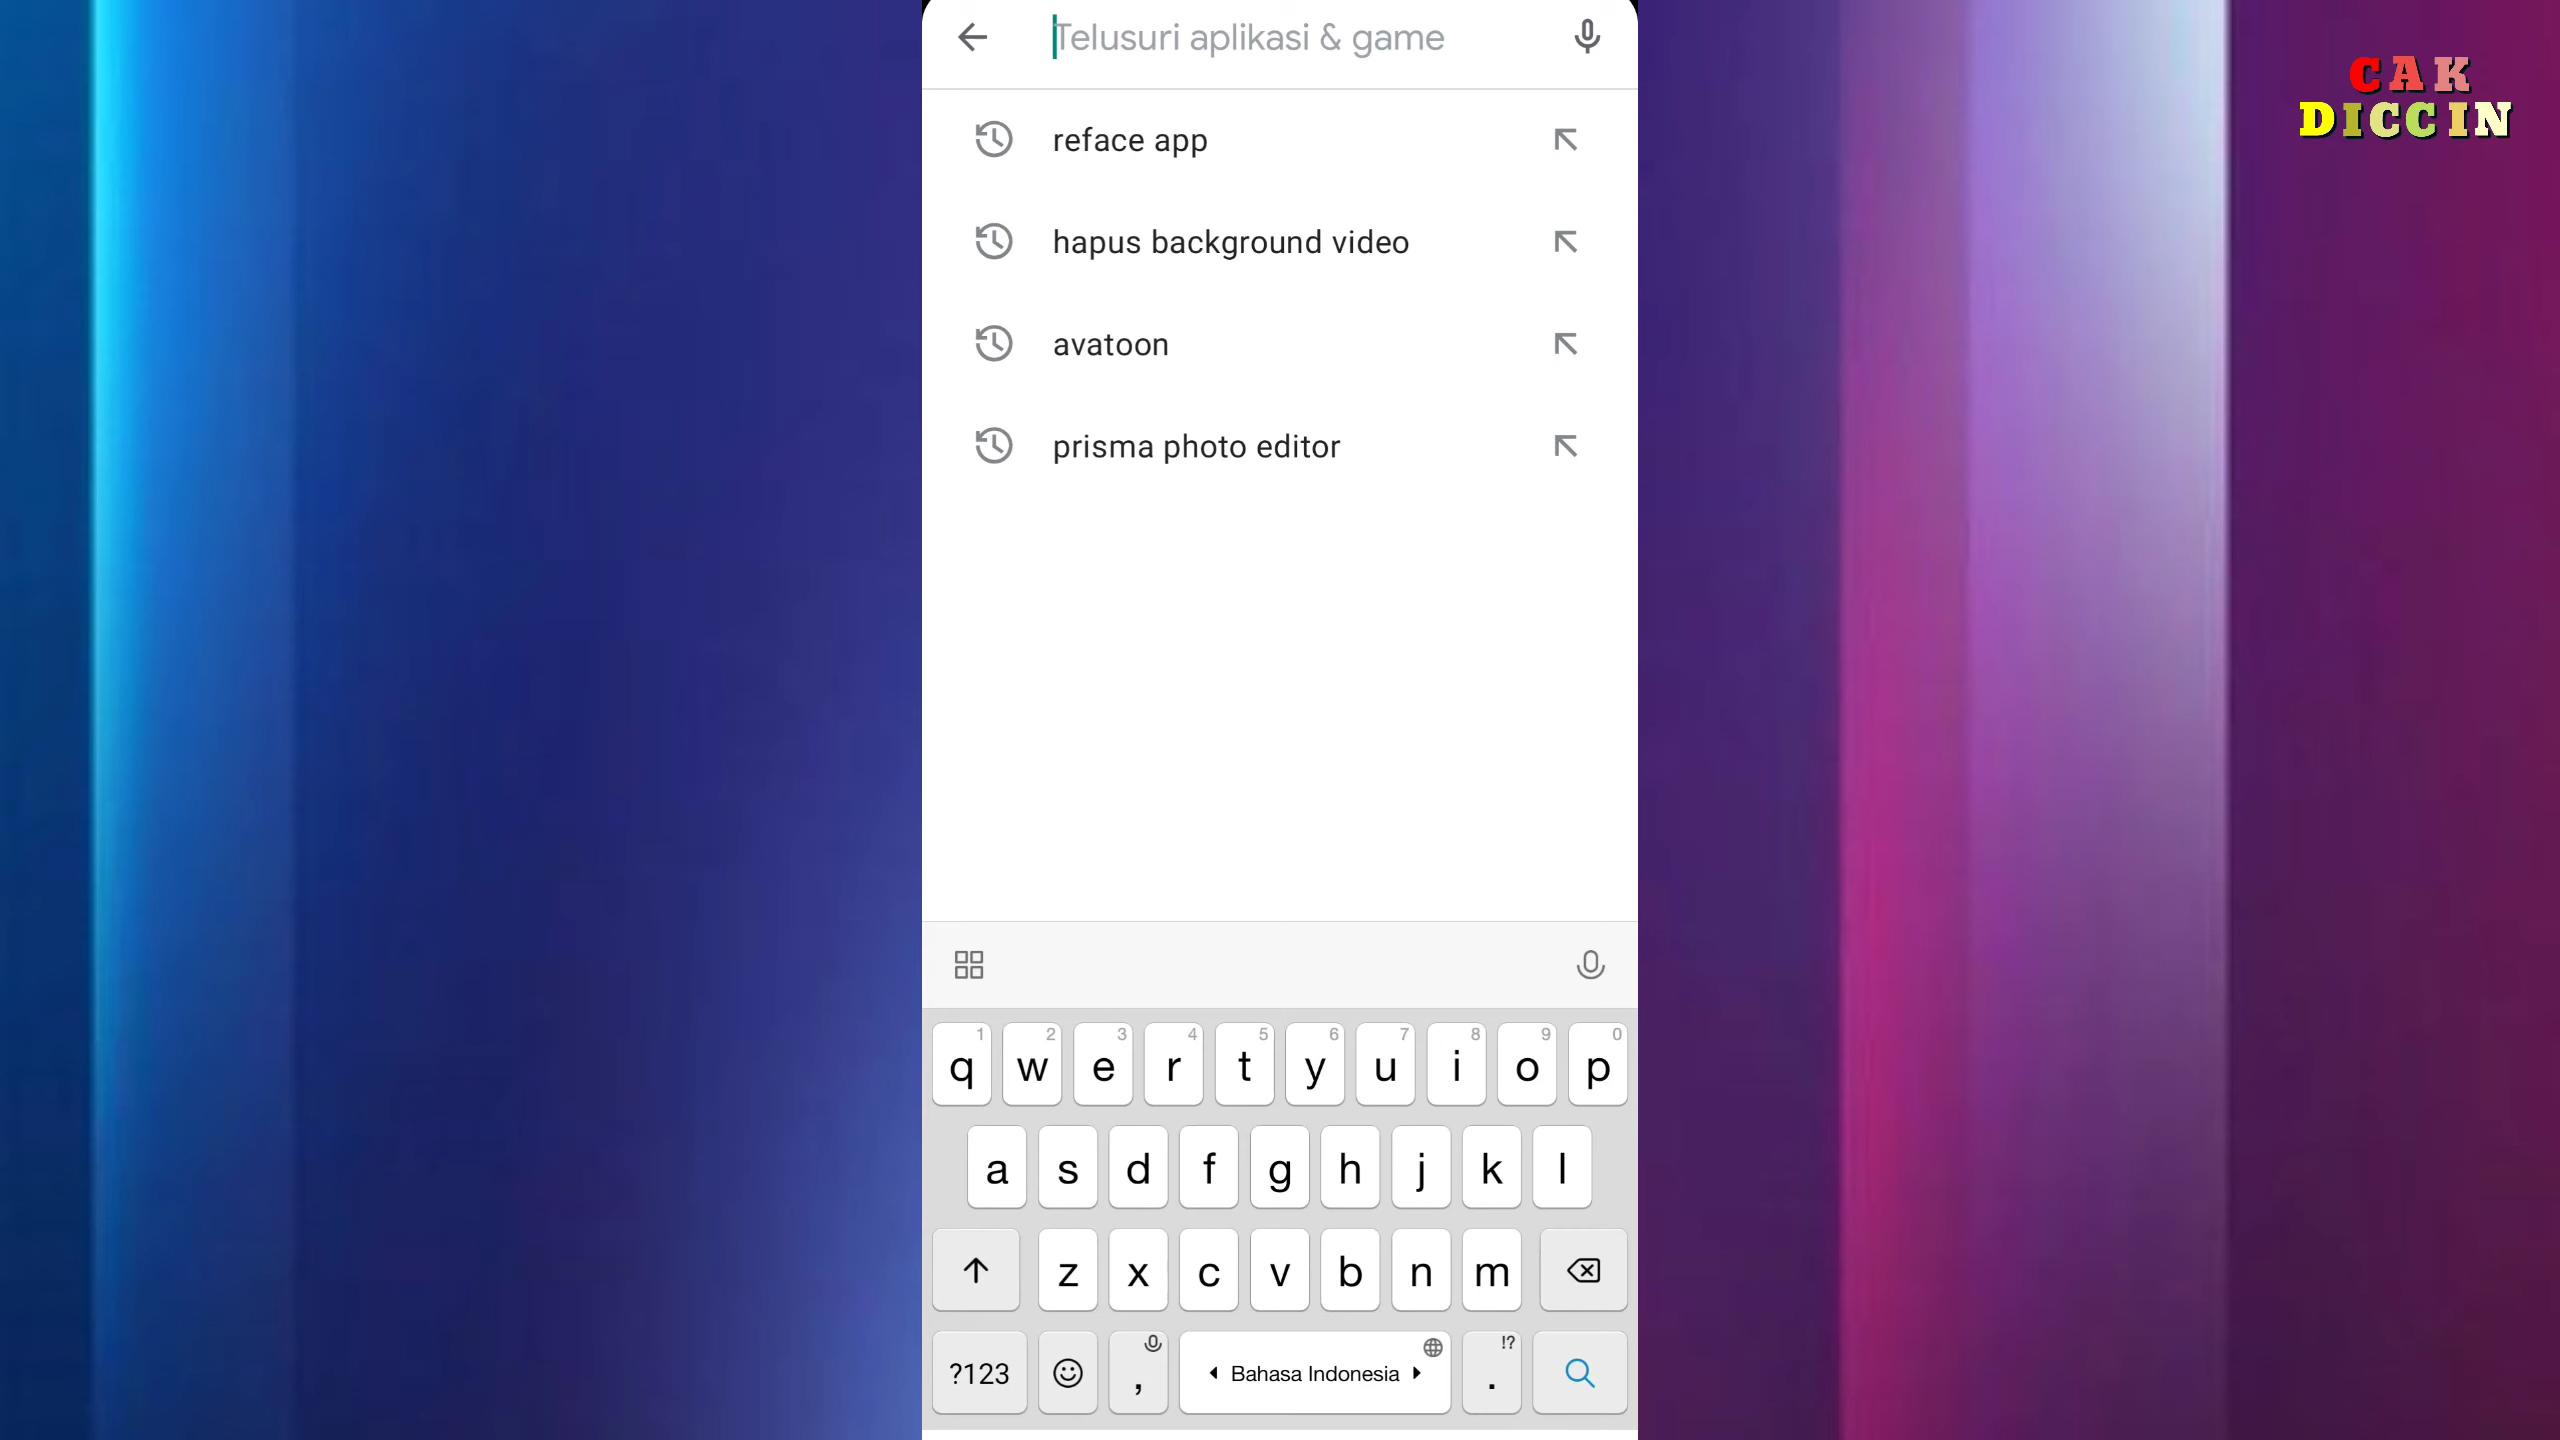 Telusuri aplikasi & game
CAK
DICCIN
reface app
hapus background video
avatoon
prisma photo editor
1 2 3 4 5 6 7 8 9 0
q w e r t y u i o p
a s d f g h j k l
z x c v b n m
!?
?123 , Bahasa Indonesia .